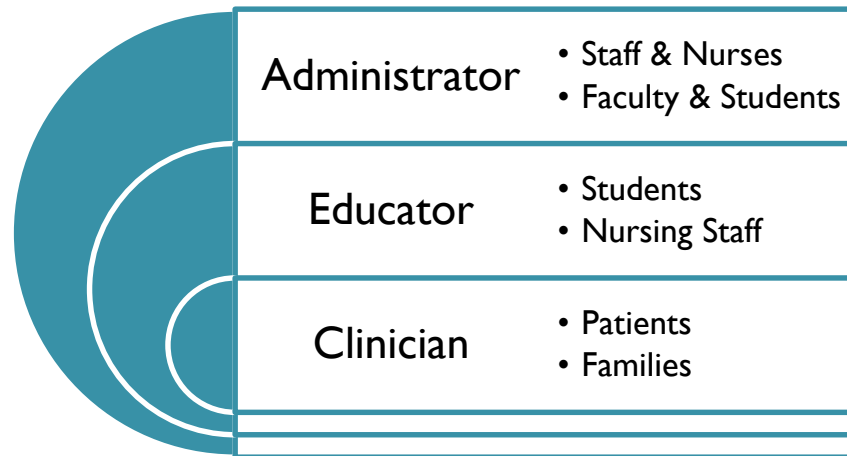 Administrator
• Staff & Nurses
• Faculty & Students
Educator
• Students
• Nursing Staff
Clinician
• Patients
• Families